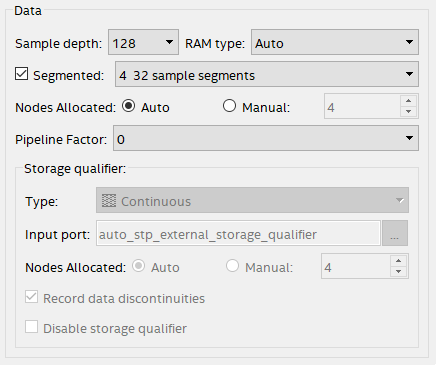 Data
Sample depth: 128 RAM type: Auto
Segmented: 4 32 sample segments
Nodes Allocated: Auto Manual: 4
Pipeline Factor: 0
Storage qualifier:
Type: Continuous
Input port: auto_stp_external_storage_qualifier ...
Nodes Allocated: Auto Manual: 4
Record data discontinuities
Disable storage qualifier